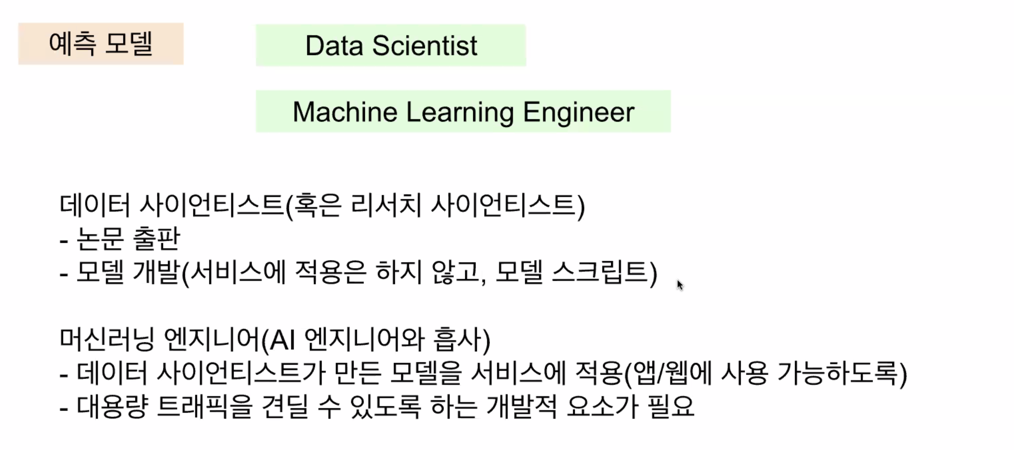 예측 모델
Data Scientist
Machine Learning Engineer
데이터 사이언티스트(혹은 리서치 사이언티스트)
- 논문 출판
- 모델 개발(서비스에 적용은 하지 않고, 모델 스크립트)
머신러닝 엔지니어(AI 엔지니어와 흡사)
- 데이터 사이언티스트가 만든 모델을 서비스에 적용(앱/웹에 사용 가능하도록)
- 대용량 트래픽을 견딜 수 있도록 하는 개발적 요소가 필요